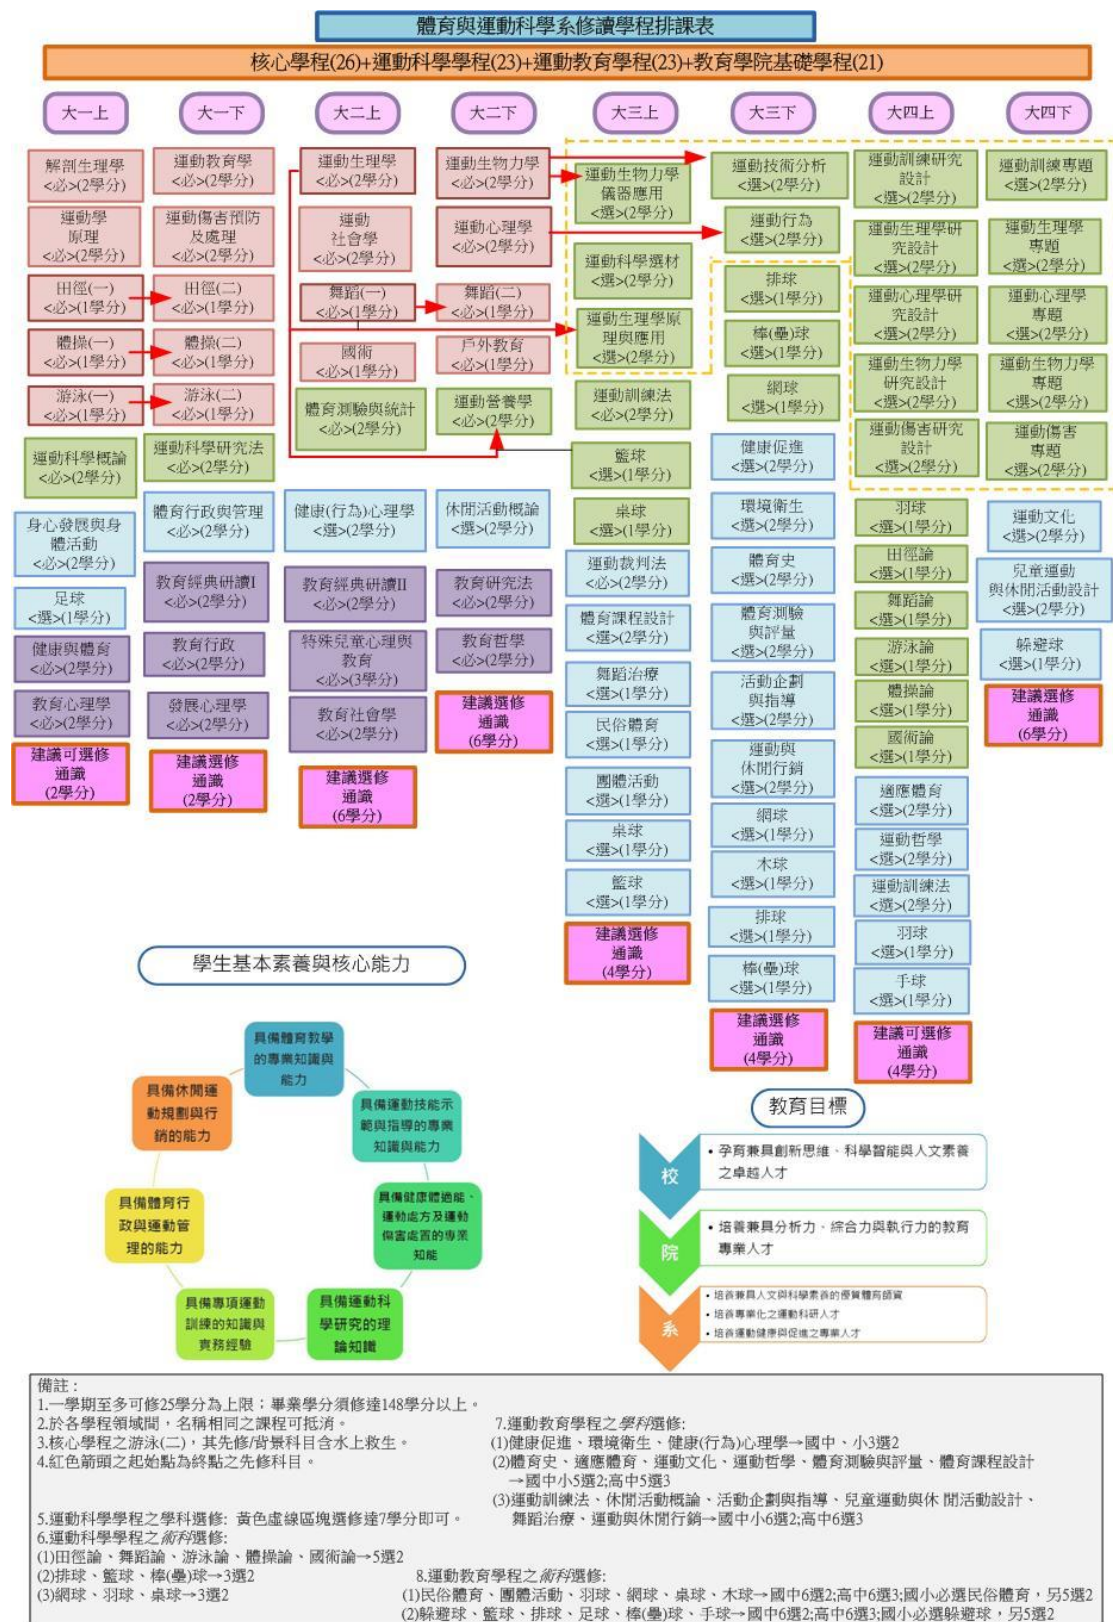 體育與運動科學系修讀學程排課表
核心學程(26)+運動科學學程(23)+運動教育學程(23)+教育學院基礎學程(21)
大一上
解剖生理學
<必>(2學分)
運動學
原理
<必>(2學分)
田徑(一)
<必>(1學分)
體操(一)
<必>(1學分)
游泳(一)
<必>(1學分)
運動科學概論
<必>(2學分)
身心發展與身
體活動
<必>(2學分)
足球
<選>(1學分)
健康與體育
<必>(2學分)
教育心理學
<必>(2學分)
建議可選修
通識
(2學分)
大一下
運動教育學
<必>(2學分)
運動傷害預防
及處理
<必>(2學分)
田徑(二)
<必>(1學分)
體操(二)
<必>(1學分)
游泳(二)
<必>(1學分)
運動科學研究法
<必>(2學分)
體育行政與管理
<必>(2學分)
教育經典研讀I
<必>(2學分)
教育行政
<必>(2學分)
發展心理學
<必>(2學分)
建議選修
通識
(2學分)
大二上
運動生理學
<必>(2學分)
運動
社會學
<必>(2學分)
舞蹈(一)
<必>(1學分)
國術
<必>(1學分)
體育測驗與統計
<必>(2學分)
健康(行為)心理學
<選>(2學分)
教育經典研讀II
<必>(2學分)
特殊兒童心理與
教育
<必>(3學分)
教育社會學
<必>(2學分)
建議選修
通識
(6學分)
大二下
運動生物力學
<必>(2學分)
運動心理學
<必>(2學分)
舞蹈(二)
<必>(1學分)
戶外教育
<必>(1學分)
運動營養學
<必>(2學分)
休閒活動概論
<選>(2學分)
教育研究法
<必>(2學分)
教育哲學
<必>(2學分)
建議選修
通識
(6學分)
大三上
運動生物力學
儀器應用
<選>(2學分)
運動科學選材
<選>(2學分)
運動生理學原
理與應用
<選>(2學分)
運動訓練法
<必>(2學分)
籃球
<選>(1學分)
桌球
<選>(1學分)
運動裁判法
<必>(2學分)
體育課程設計
<選>(2學分)
舞蹈治療
<選>(2學分)
民俗體育
<選>(1學分)
團體活動
<選>(1學分)
桌球
<選>(1學分)
籃球
<選>(1學分)
建議選修
通識
(4學分)
大三下
運動技術分析
<選>(2學分)
運動行為
<選>(2學分)
排球
<選>(1學分)
棒(壘)球
<選>(1學分)
網球
<選>(1學分)
健康促進
<選>(2學分)
環境衛生
<選>(2學分)
體育史
<選>(2學分)
體育測驗
與評量
<選>(2學分)
活動企劃
與指導
<選>(2學分)
運動與
休閒行銷
<選>(2學分)
網球
<選>(1學分)
木球
<選>(1學分)
排球
<選>(1學分)
棒(壘)球
<選>(1學分)
建議選修
通識
(4學分)
大四上
運動訓練研究
設計
<選>(2學分)
運動生理學研
究設計
<選>(2學分)
運動心理學研
究設計
<選>(2學分)
運動生物力學
研究設計
<選>(2學分)
運動傷害研究
設計
<選>(2學分)
羽球
<選>(1學分)
田徑論
<選>(1學分)
舞蹈論
<選>(1學分)
游泳論
<選>(1學分)
體操論
<選>(1學分)
國術論
<選>(1學分)
適應體育
<選>(2學分)
運動哲學
<選>(2學分)
運動訓練法
<選>(2學分)
羽球
<選>(1學分)
手球
<選>(1學分)
建議可選修
通識
(4學分)
大四下
運動訓練專題
<選>(2學分)
運動生理學
專題
<選>(2學分)
運動心理學
專題
<選>(2學分)
運動生物力學
專題
<選>(2學分)
運動傷害
專題
<選>(2學分)
運動文化
<選>(2學分)
兒童運動
與休閒活動設計
<選>(2學分)
躲避球
<選>(1學分)
建議選修
通識
(6學分)
學生基本素養與核心能力
具備體育教學
的專業知識與
能力
具備運動技能示
範與指導的專業
知識與能力
具備健康體適能、
運動處方及運動
傷害處置的專業
知能
具備運動科
學研究的理
論知識
具備專項運動
訓練的知識與
實務經驗
具備體育行
政與運動管
理的能力
具備休閒運
動規劃與行
銷的能力
教育目標
校
• 孕育兼具創新思維、科學智能與人文素養
之卓越人才
院
• 培養兼具分析力、綜合力與執行力的教育
專業人才
系
• 培養兼具人文與科學素養的優質體育師資
• 培養專業化之運動科研人才
• 培養運動健康與促進之專業人才
備註：
1.一學期至多可修25學分為上限；畢業學分須修達148學分以上。
2.於各學程領域間，名稱相同之課程可抵消。
3.核心學程之游泳(二)，其先修/背景科目含水上救生。
4.紅色箭頭之起始點為終點之先修科目。
5.運動科學學程之學科選修: 黃色虛線區塊選修達7學分即可。
6.運動科學學程之術科選修:
(1)田徑論、舞蹈論、游泳論、體操論、國術論→5選2
(2)排球、籃球、棒(壘)球→3選2
(3)網球、羽球、桌球→3選2
7.運動教育學程之學科選修:
(1)健康促進、環境衛生、健康(行為)心理學→國中、小3選2
(2)體育史、適應體育、運動文化、運動哲學、體育測驗與評量、體育課程設計
→國中小5選2;高中5選3
(3)運動訓練法、休閒活動概論、活動企劃與指導、兒童運動與休 閒活動設計、
舞蹈治療、運動與休閒行銷→國中小6選2;高中6選3
8.運動教育學程之術科選修:
(1)民俗體育、團體活動、羽球、網球、桌球、木球→國中6選2;高中6選3;國小必選民俗體育，另5選2
(2)躲避球、籃球、排球、足球、棒(壘)球、手球→國中6選2;高中6選3;國小必選躲避球，另5選2